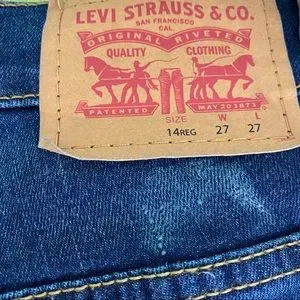 LEVI STRAUSS & CO.
SAN FRANCISCO
CAL.
ORIGINAL RIVETED
QUALITY CLOTHING
PATENTED MAY 20 1873
SIZE W L
14REG 27 27